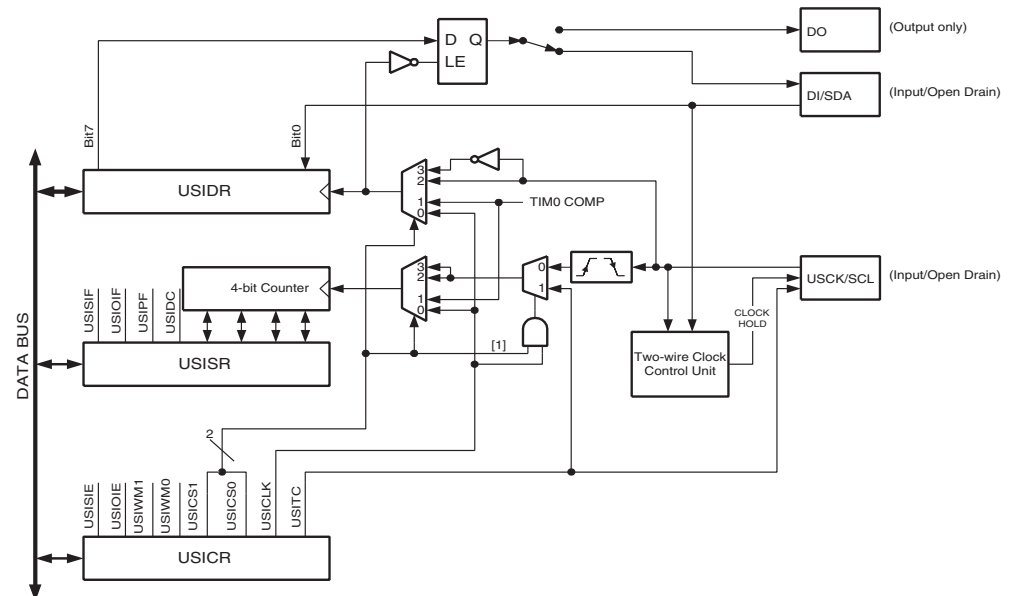 D Q
LE
DO
(Output only)
DI/SDA
(Input/Open Drain)
Bit7
Bit0
USIDR
3
2
1
0
TIM0 COMP
DATA BUS
USISIF
USIOIF
USIPF
USIDC
4-bit Counter
USISR
3
2
1
0
0
1
[1]
USCK/SCL
(Input/Open Drain)
CLOCK
HOLD
Two-wire Clock
Control Unit
2
USISIE
USIOIE
USIWM1
USIWM0
USICS1
USICS0
USICLK
USITC
USICR